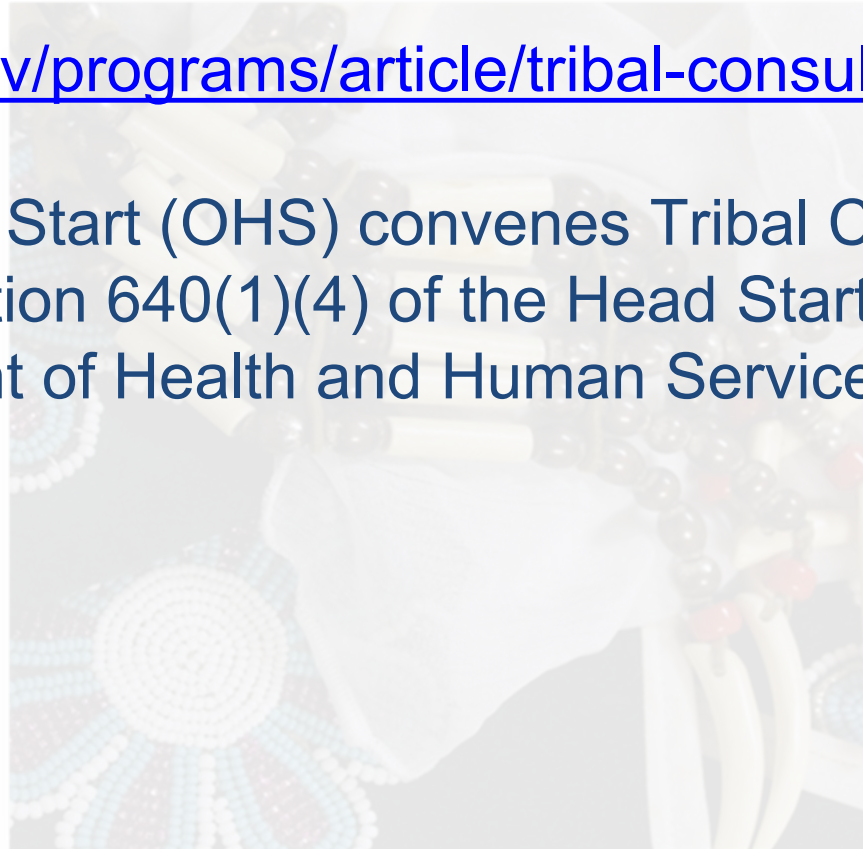 v/programs/article/tribal-consul
Start (OHS) convenes Tribal C
tion 640(1)(4) of the Head Start
t of Health and Human Service